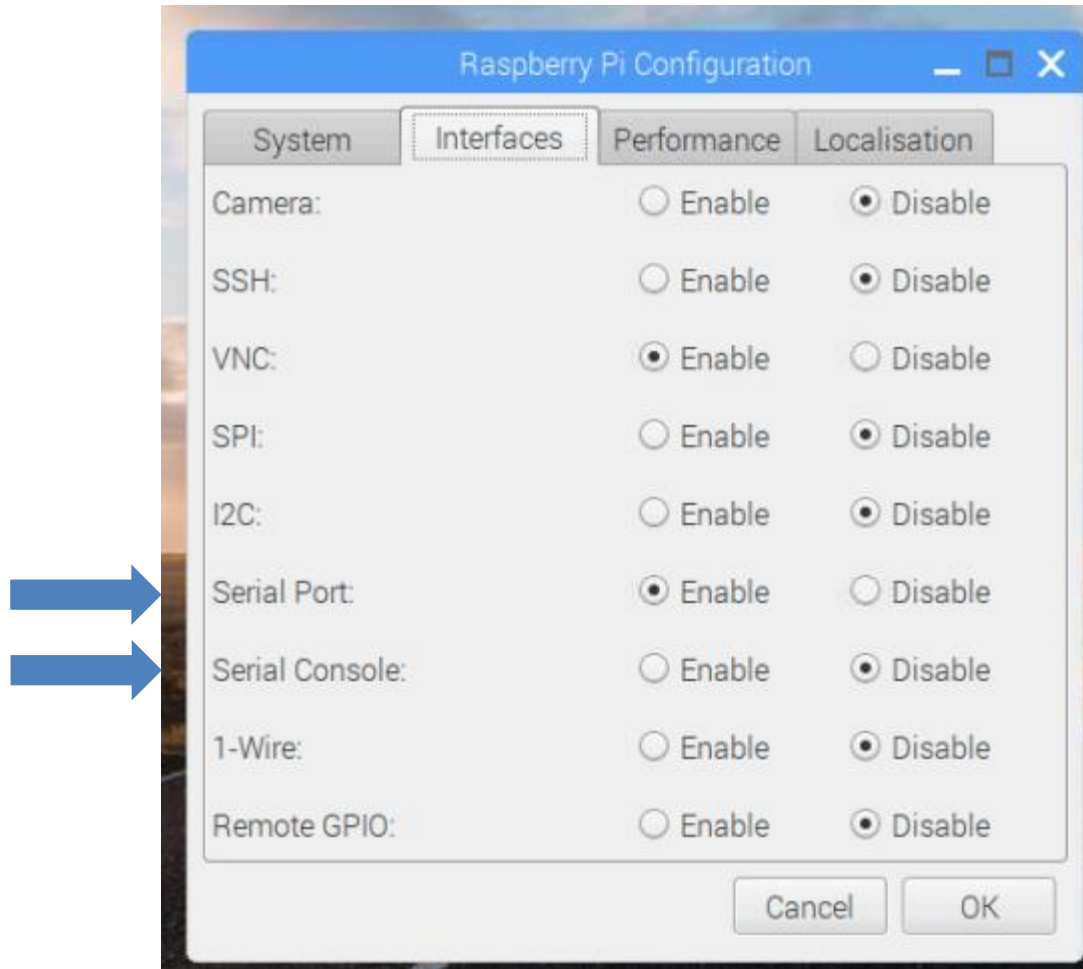 Raspberry Pi Configuration
System Interfaces Performance Localisation
Camera: Enable Disable
SSH: Enable Disable
VNC: Enable Disable
SPI: Enable Disable
I2C: Enable Disable
Serial Port: Enable Disable
Serial Console: Enable Disable
1-Wire: Enable Disable
Remote GPIO: Enable Disable
Cancel OK